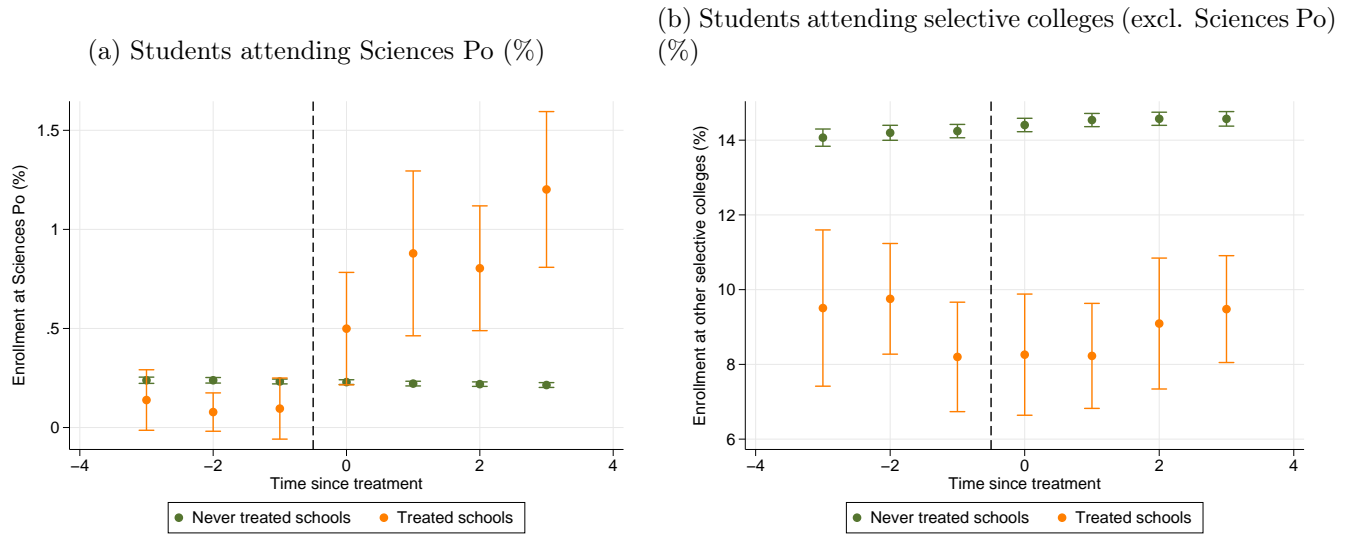 (a) Students attending Sciences Po (%)
Enrollment at Sciences Po (%)
1.5
1
.5
0
−4
−2
0
2
4
Time since treatment
Never treated schools
Treated schools
(b) Students attending selective colleges (excl. Sciences Po)
(%)
Enrollment at other selective colleges (%)
14
12
10
8
6
−4
−2
0
2
4
Time since treatment
Never treated schools
Treated schools